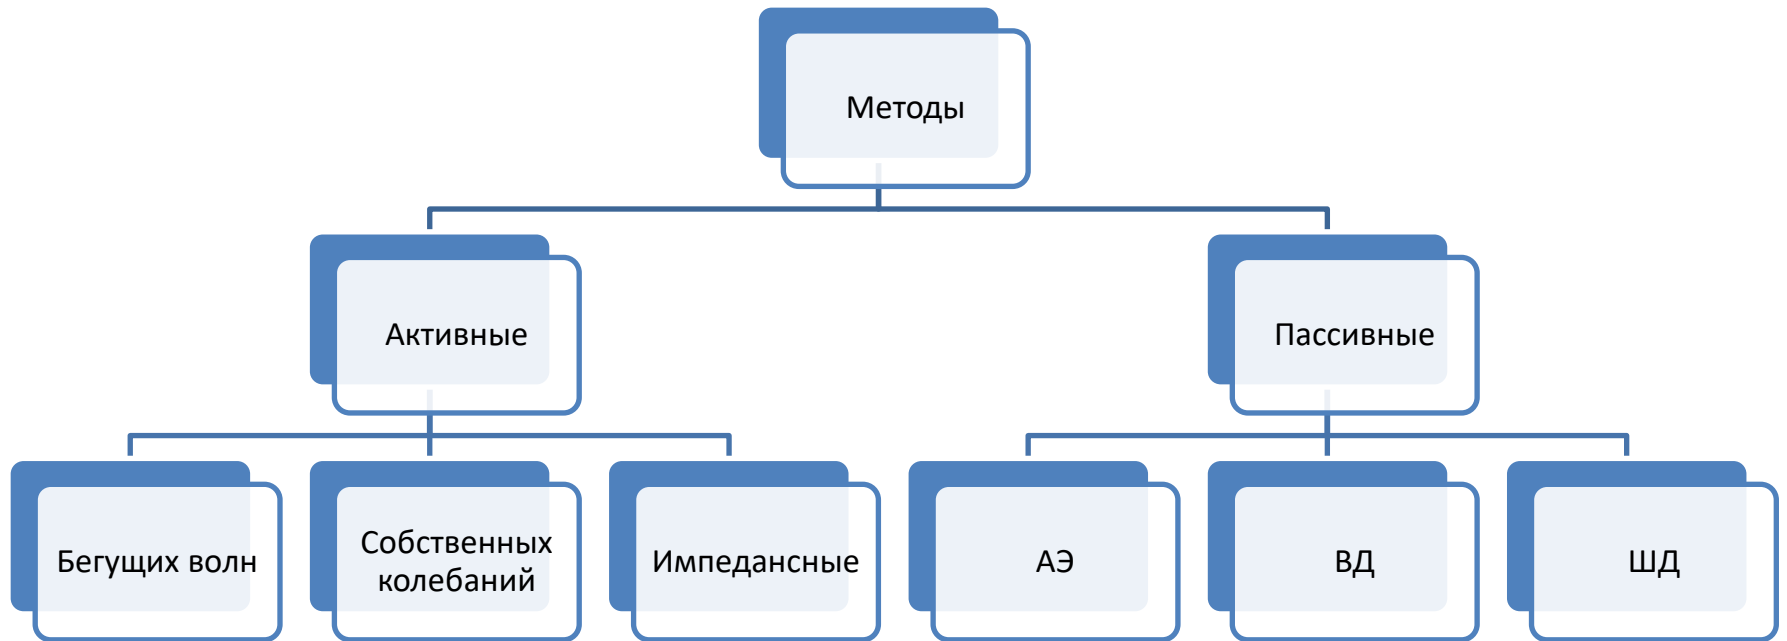 Методы
Активные
Пассивные
Бегущих волн
Собственных
колебаний
Импедансные
АЭ
ВД
ШД